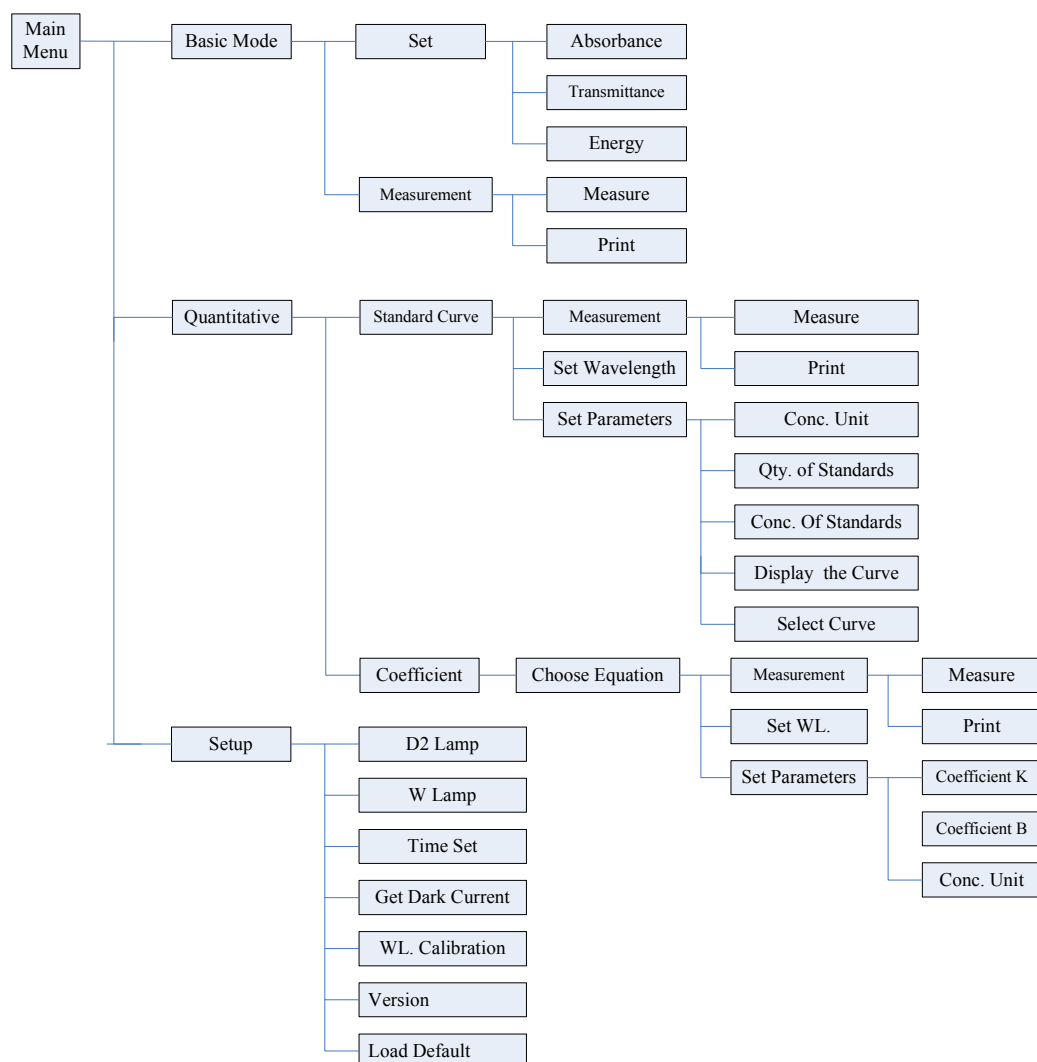 Main
Menu
Basic Mode
Set
Absorbance
Transmittance
Energy
Measurement
Measure
Print
Quantitative
Standard Curve
Measurement
Measure
Set Wavelength
Print
Set Parameters
Conc. Unit
Qty. of Standards
Conc. Of Standards
Display the Curve
Select Curve
Coefficient
Choose Equation
Measurement
Measure
Set WL.
Print
Set Parameters
Coefficient K
Coefficient B
Conc. Unit
Setup
D2 Lamp
W Lamp
Time Set
Get Dark Current
WL. Calibration
Version
Load Default